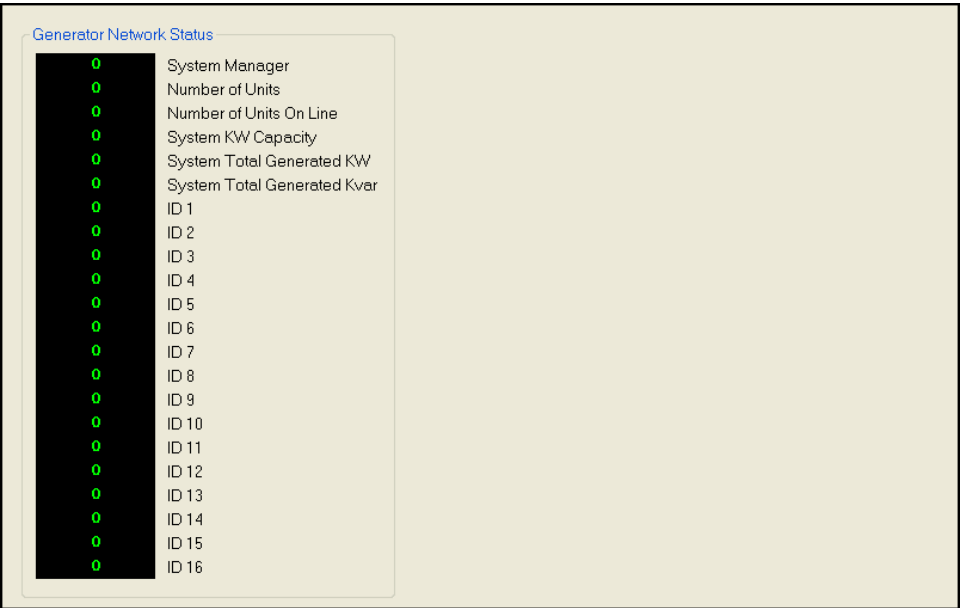 Generator Network Status
0 System Manager
0 Number of Units
0 Number of Units On Line
0 System KW Capacity
0 System Total Generated KW
0 System Total Generated Kvar
0 ID 1
0 ID 2
0 ID 3
0 ID 4
0 ID 5
0 ID 6
0 ID 7
0 ID 8
0 ID 9
0 ID 10
0 ID 11
0 ID 12
0 ID 13
0 ID 14
0 ID 15
0 ID 16